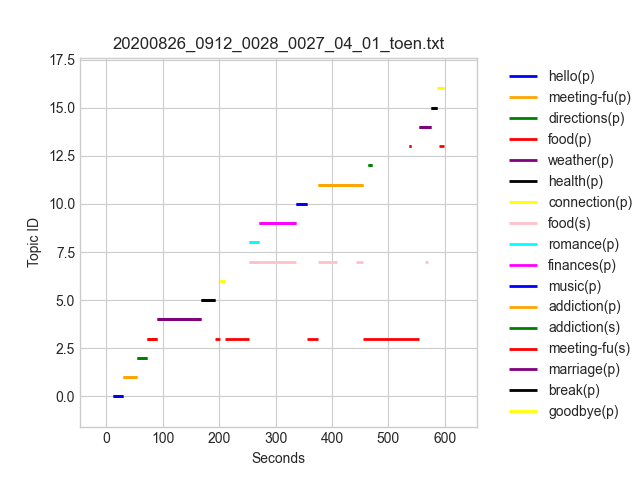 20200826_0912_0028_0027_04_01_toen.txt
17.5
15.0
12.5
10.0
7.5
5.0
2.5
0.0
Topic ID
0 100 200 300 400 500 600
Seconds
hello(p)
meeting-fu(p)
directions(p)
food(p)
weather(p)
health(p)
connection(p)
food(s)
romance(p)
finances(p)
music(p)
addiction(p)
addiction(s)
meeting-fu(s)
marriage(p)
break(p)
goodbye(p)